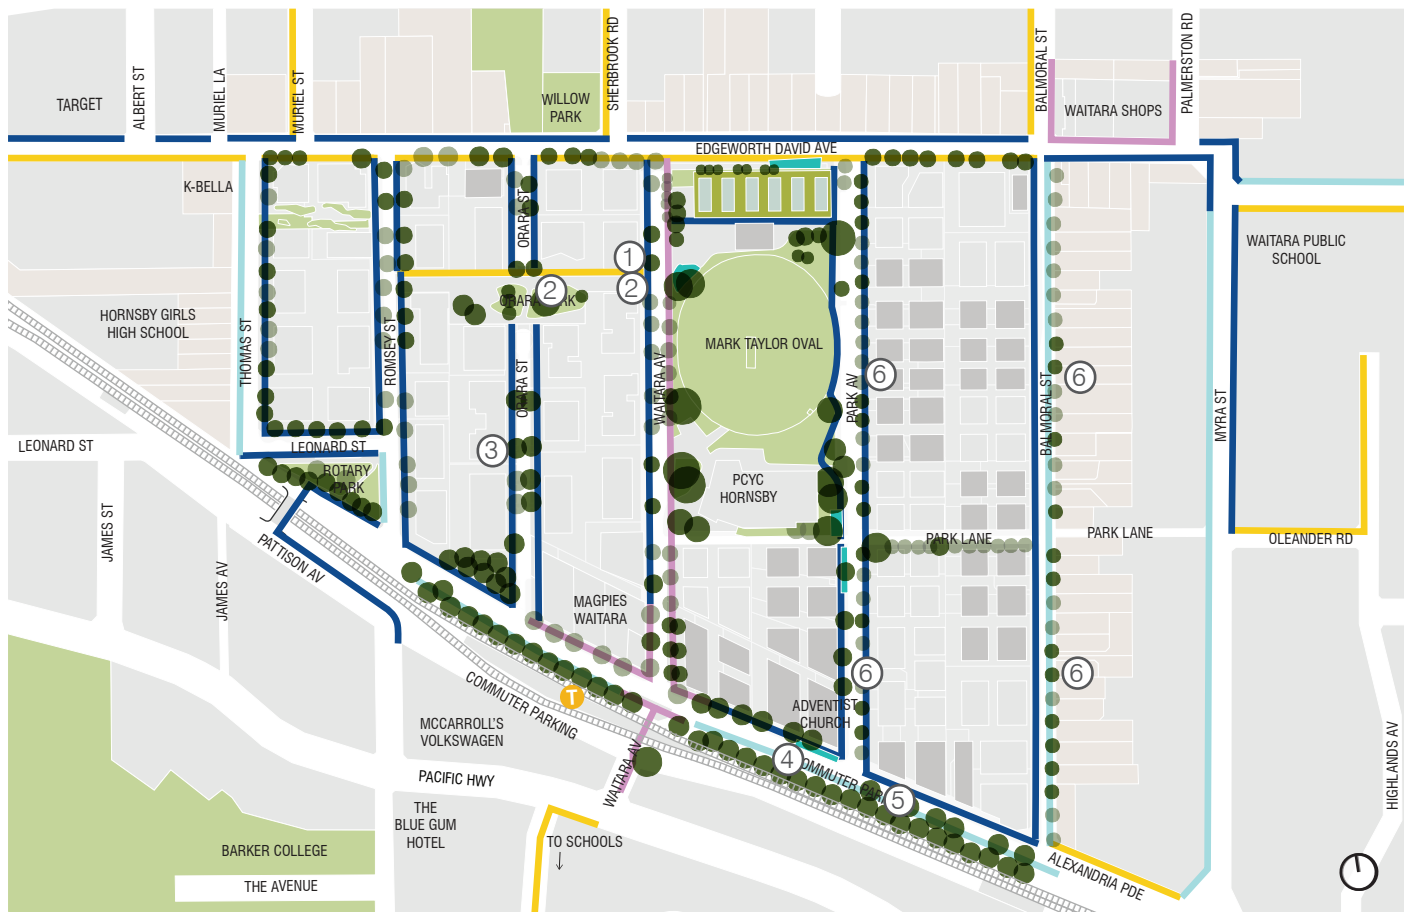 ALBERT ST
MURIEL LA
MURIEL ST
SHERBROOK RD
BALMORAL ST
PALMERSTON RD
TARGET
WILLOW
PARK
WAITARA SHOPS
EDGEWORTH DAVID AVE
K-BELLA
ORARA ST
WAITARA PUBLIC
SCHOOL
1
2
2
ORARA PARK
HORNSBY GIRLS
HIGH SCHOOL
THOMAS ST
ROMSEY ST
ORARA ST
WAITARA AV
MARK TAYLOR OVAL
PARK AV
6
BALMORAL ST
6
MYRA ST
LEONARD ST
LEONARD ST
3
ROTARY
PARK
PCYC
HORNSBY
JAMES ST
PATTISON AV
PARK LANE
PARK LANE
OLEANDER RD
JAMES AV
MAGPIES
WAITARA
6
6
T
COMMUTER PARKING
MCCARROLL'S
VOLKSWAGEN
ADVENTIST
CHURCH
WAITARA AV
4
COMMUTER PAR
5
HIGHLANDS AV
PACIFIC HWY
THE
BLUE GUM
HOTEL
TO SCHOOLS
BARKER COLLEGE
THE AVENUE
ALEXANDRIA PDE